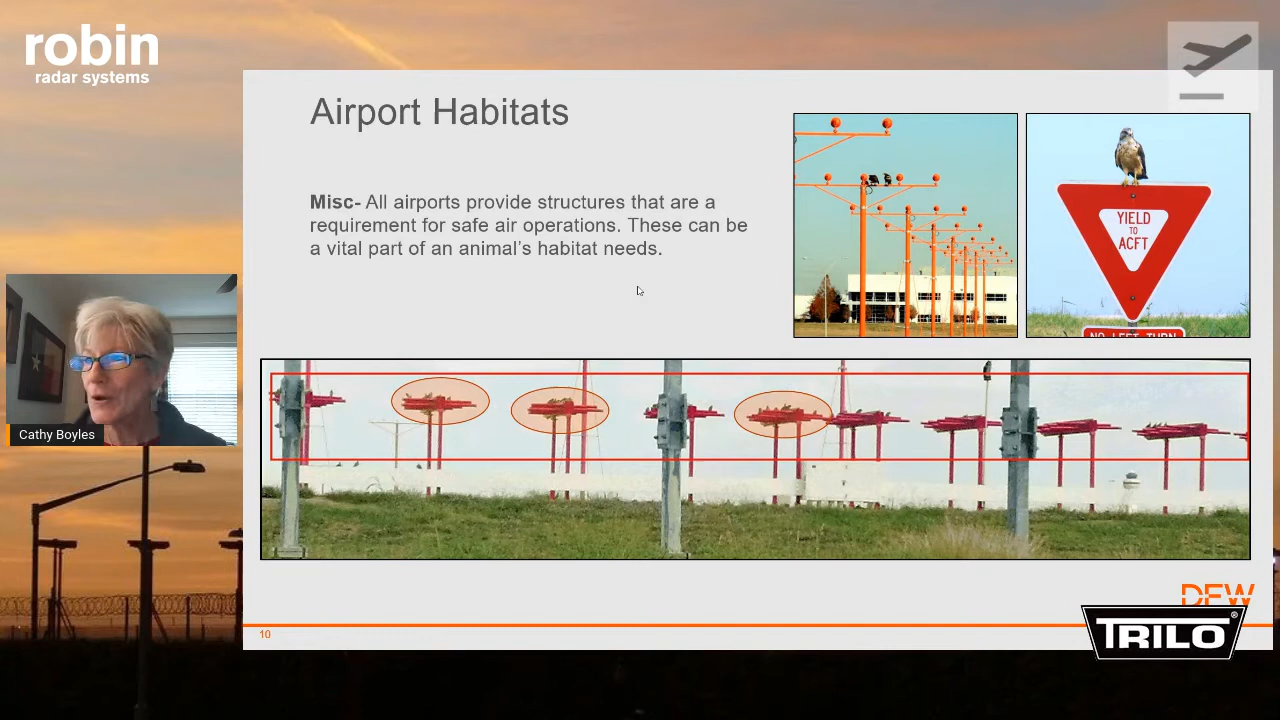 robin
radar systems
Airport Habitats
Misc- All airports provide structures that are a
requirement for safe air operations. These can be
a vital part of an animal's habitat needs.
YIELD
TO
ACFT
NO LEFT TURN
Cathy Boyles
DFW
TRILO®
10